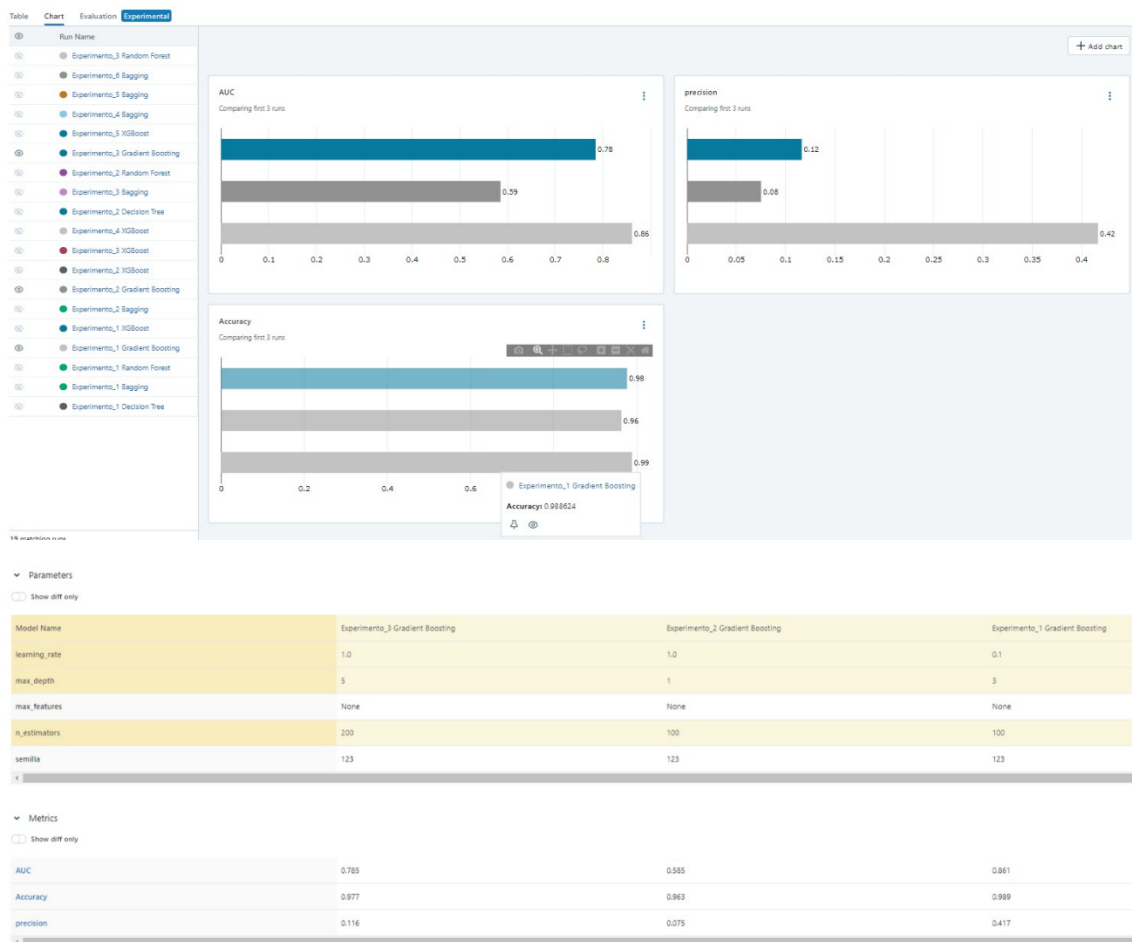 Table Chart Evaluation Experimental
Run Name
Experimento_3 Random Forest
Experimento_6 Bagging
Experimento_5 Bagging
Experimento_4 Bagging
Experimento_5 XGBoost
Experimento_3 Gradient Boosting
Experimento_2 Random Forest
Experimento_3 Bagging
Experimento_2 Decision Tree
Experimento_4 XGBoost
Experimento_3 XGBoost
Experimento_2 XGBoost
Experimento_2 Gradient Boosting
Experimento_2 Bagging
Experimento_1 XGBoost
Experimento_1 Gradient Boosting
Experimento_1 Random Forest
Experimento_1 Bagging
Experimento_1 Decision Tree
19 matching runs
+ Add chart
AUC
Comparing first 3 runs
0.78
0.59
0.86
0 0.1 0.2 0.3 0.4 0.5 0.6 0.7 0.8
precision
Comparing first 3 runs
0.12
0.08
0.42
0 0.05 0.1 0.15 0.2 0.25 0.3 0.35 0.4
Accuracy
Comparing first 3 runs
0.98
0.96
0.99
0 0.2 0.4 0.6
Experimento_1 Gradient Boosting
Accuracy: 0.988624
Parameters
Show diff only
Model Name Experimento_3 Gradient Boosting Experimento_2 Gradient Boosting Experimento_1 Gradient Boosting
learning_rate 1.0 1.0 0.1
max_depth 5 1 3
max_features None None None
n_estimators 200 100 100
semilla 123 123 123
Metrics
Show diff only
AUC 0.785 0.585 0.861
Accuracy 0.977 0.963 0.989
precision 0.116 0.075 0.417